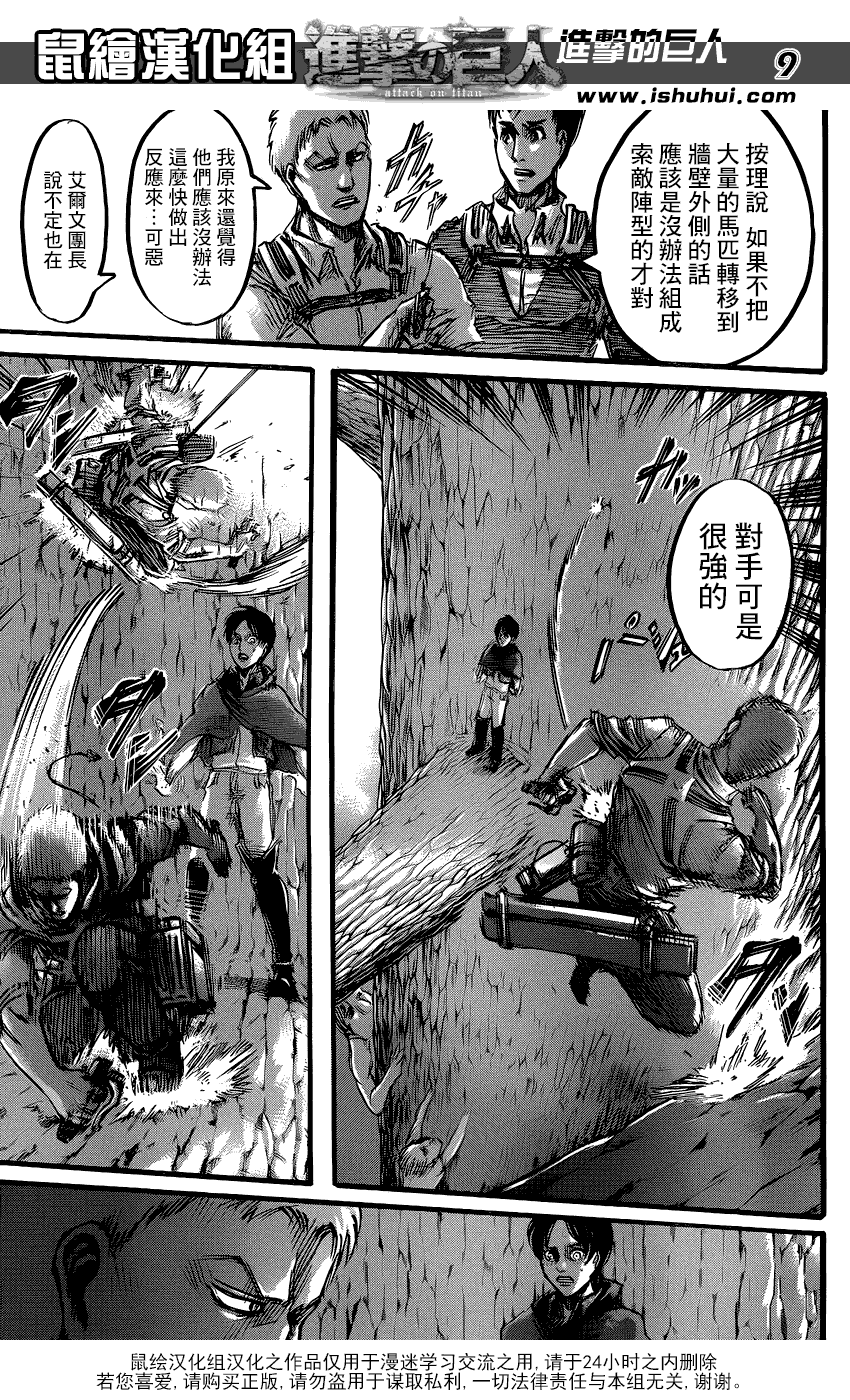 鼠繪漢化組
進撃の巨人
attack on titan
進擊的巨人
9
www.ishuhui.com
按理說 如果不把
大量的馬匹轉移到
牆壁外側的話
應該是沒辦法組成
索敵陣型的才對
我原來還覺得
他們應該沒辦法
這麼快做出
反應來…可惡
艾爾文團長
說不定也在
對手可是
很強的
ガッ
鼠绘汉化组汉化之作品仅用于漫迷学习交流之用, 请于24小时之内删除
若您喜爱, 请购买正版, 请勿盗用于谋取私利, 一切法律责任与本组无关, 谢谢。